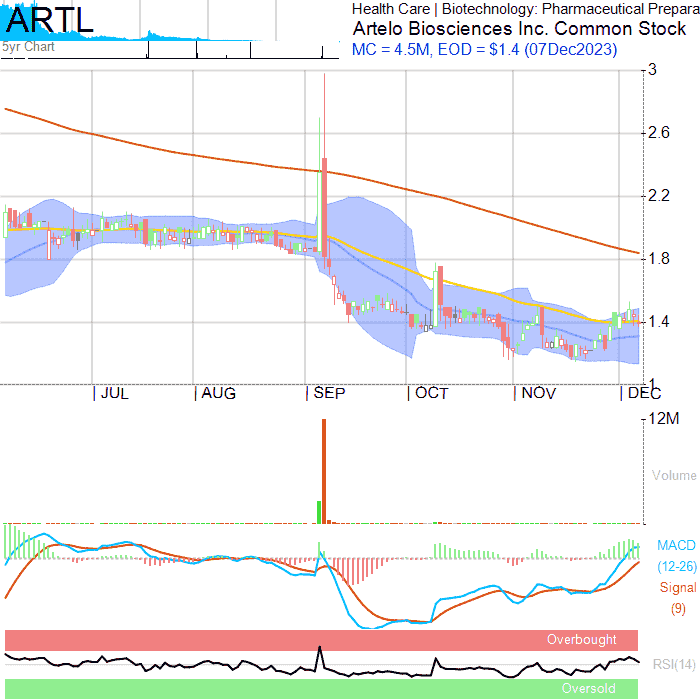 ARTL
Health Care | Biotechnology: Pharmaceutical Prepara
Artelo Biosciences Inc. Common Stock
MC = 4.5M, EOD = $1.4 (07Dec2023)
5yr Chart
3
2.6
2.2
1.8
1.4
1
JUL AUG SEP OCT NOV DEC
12M
Volume
MACD
(12-26)
Signal
(9)
Overbought
RSI(14)
Oversold